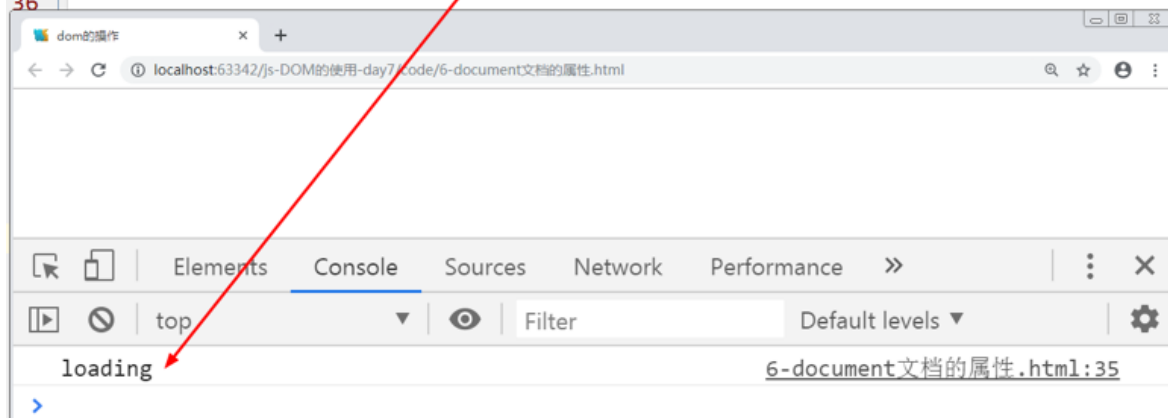 36
dom的操作
localhost:63342/js-DOM的使用-day7/code/6-document文档的属性.html
Elements Console Sources Network Performance »
top Filter Default levels
loading 6-document文档的属性.html:35